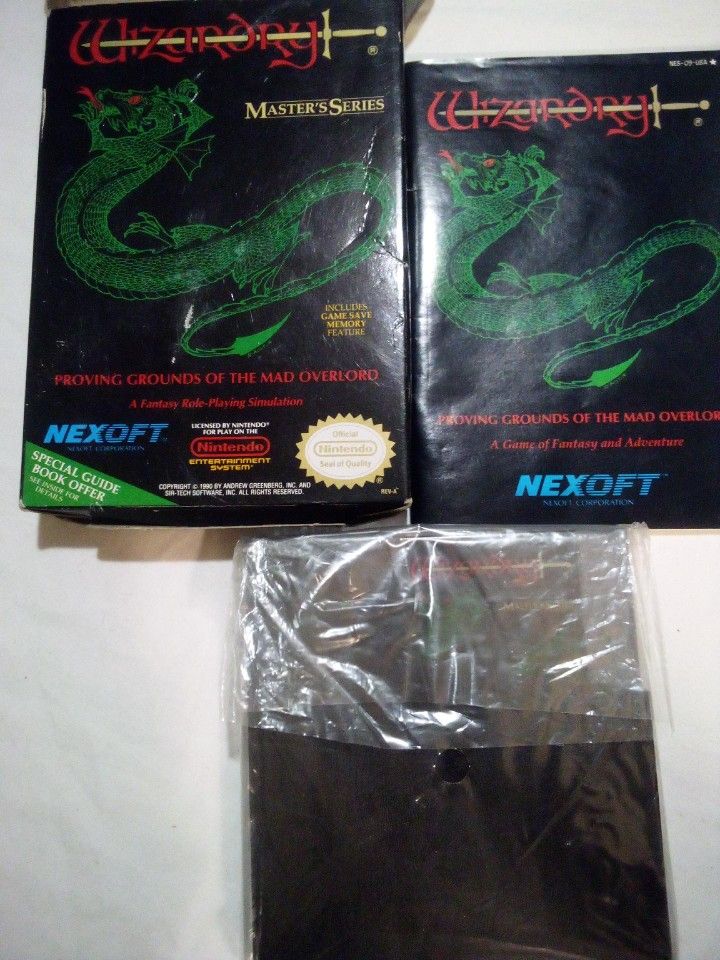 Wizardry
®
MASTER'S SERIES
INCLUDES
GAME SAVE
MEMORY
FEATURE
PROVING GROUNDS OF THE MAD OVERLORD
A Fantasy Role-Playing Simulation
NEXOFT
NEXOFT CORPORATION
LICENSED BY NINTENDO®
FOR PLAY ON THE
Nintendo
ENTERTAINMENT
SYSTEM
Official
Nintendo
Seal of Quality
SPECIAL GUIDE
BOOK OFFER
SEE INSIDE FOR
DETAILS
COPYRIGHT © 1990 BY ANDREW GREENBERG, INC. AND
SIR-TECH SOFTWARE, INC. ALL RIGHTS RESERVED.
REV-A
NES-D9-USA ★
Wizardry
®
PROVING GROUNDS OF THE MAD OVERLOR
A Game of Fantasy and Adventure
NEXOFT
NEXOFT CORPORATION
Wizardry